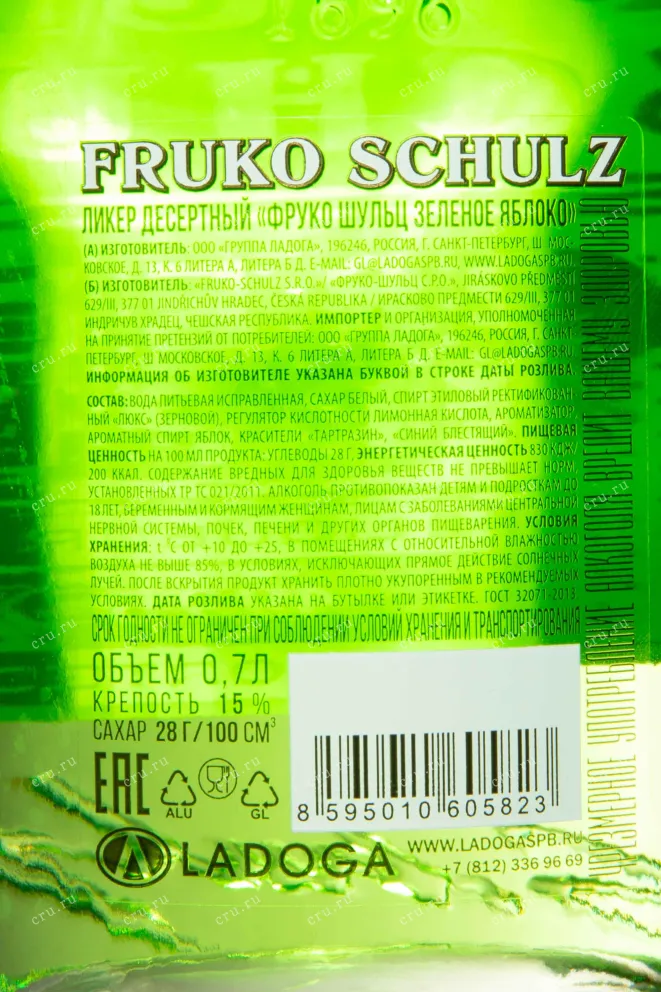 1896
FRUKO SCHULZ
ЛИКЕР ДЕСЕРТНЫЙ «ФРУКО ШУЛЬЦ ЗЕЛЕНОЕ ЯБЛОКО»
(А) ИЗГОТОВИТЕЛЬ: ООО «ГРУППА ЛАДОГА», 196246, РОССИЯ, Г. САНКТ-ПЕТЕРБУРГ, Ш МОС-
КОВСКОЕ, Д. 13, К. 6 ЛИТЕРА А, ЛИТЕРА Б Д. E-MAIL: GL@LADOGASPB.RU, WWW.LADOGASPB.RU.
(Б) ИЗГОТОВИТЕЛЬ: «FRUKO-SCHULZ S.R.O.»/ «ФРУКО-ШУЛЬЦ С.Р.О.», JIRÁSKOVO PŘEDMĚSTÍ
629/III, 377 01 JINDŘICHŮV HRADEC, ČESKÁ REPUBLIKA / ИРАСКОВО ПРЕДМЕСТИ 629/III, 377 01
ИНДРИЧУВ ХРАДЕЦ, ЧЕШСКАЯ РЕСПУБЛИКА. ИМПОРТЕР И ОРГАНИЗАЦИЯ, УПОЛНОМОЧЕННАЯ
НА ПРИНЯТИЕ ПРЕТЕНЗИЙ ОТ ПОТРЕБИТЕЛЕЙ: ООО «ГРУППА ЛАДОГА», 196246, РОССИЯ, Г. САНКТ-
ПЕТЕРБУРГ, Ш МОСКОВСКОЕ, Д. 13, К. 6 ЛИТЕРА А, ЛИТЕРА Б Д. E-MAIL: GL@LADOGASPB.RU.
ИНФОРМАЦИЯ ОБ ИЗГОТОВИТЕЛЕ УКАЗАНА БУКВОЙ В СТРОКЕ ДАТЫ РОЗЛИВА.
СОСТАВ: ВОДА ПИТЬЕВАЯ ИСПРАВЛЕННАЯ, САХАР БЕЛЫЙ, СПИРТ ЭТИЛОВЫЙ РЕКТИФИКОВАН-
НЫЙ «ЛЮКС» (ЗЕРНОВОЙ), РЕГУЛЯТОР КИСЛОТНОСТИ ЛИМОННАЯ КИСЛОТА, АРОМАТИЗАТОР,
АРОМАТНЫЙ СПИРТ ЯБЛОК, КРАСИТЕЛИ «ТАРТРАЗИН», «СИНИЙ БЛЕСТЯЩИЙ». ПИЩЕВАЯ
ЦЕННОСТЬ НА 100 МЛ ПРОДУКТА: УГЛЕВОДЫ 28 Г. ЭНЕРГЕТИЧЕСКАЯ ЦЕННОСТЬ 830 КДЖ/
200 ККАЛ. СОДЕРЖАНИЕ ВРЕДНЫХ ДЛЯ ЗДОРОВЬЯ ВЕЩЕСТВ НЕ ПРЕВЫШАЕТ НОРМ,
УСТАНОВЛЕННЫХ ТР ТС 021/2011. АЛКОГОЛЬ ПРОТИВОПОКАЗАН ДЕТЯМ И ПОДРОСТКАМ ДО
18 ЛЕТ, БЕРЕМЕННЫМ И КОРМЯЩИМ ЖЕНЩИНАМ, ЛИЦАМ С ЗАБОЛЕВАНИЯМИ ЦЕНТРАЛЬНОЙ
НЕРВНОЙ СИСТЕМЫ, ПОЧЕК, ПЕЧЕНИ И ДРУГИХ ОРГАНОВ ПИЩЕВАРЕНИЯ. УСЛОВИЯ
ХРАНЕНИЯ: t °С ОТ +10 ДО +25, В ПОМЕЩЕНИЯХ С ОТНОСИТЕЛЬНОЙ ВЛАЖНОСТЬЮ
ВОЗДУХА НЕ ВЫШЕ 85%, В УСЛОВИЯХ, ИСКЛЮЧАЮЩИХ ПРЯМОЕ ДЕЙСТВИЕ СОЛНЕЧНЫХ
ЛУЧЕЙ. ПОСЛЕ ВСКРЫТИЯ ПРОДУКТ ХРАНИТЬ ПЛОТНО УКУПОРЕННЫМ В РЕКОМЕНДУЕМЫХ
УСЛОВИЯХ. ДАТА РОЗЛИВА УКАЗАНА НА БУТЫЛКЕ ИЛИ ЭТИКЕТКЕ. ГОСТ 32071-2013
СРОК ГОДНОСТИ НЕ ОГРАНИЧЕН ПРИ СОБЛЮДЕНИИ УСЛОВИЙ ХРАНЕНИЯ И ТРАНСПОРТИРОВАНИЯ
ОБЪЕМ 0,7Л
КРЕПОСТЬ 15 %
САХАР 28 Г/100 СМ³
EAC
ALU
GL
8 595010 605823
LADOGA
WWW.LADOGASPB.RU
+7 (812) 336 96 69
ЧРЕЗМЕРНОЕ УПОТРЕБЛЕНИЕ АЛКОГОЛЯ ВРЕДИТ ВАШЕМУ ЗДОРОВЬЮ
cru.ru